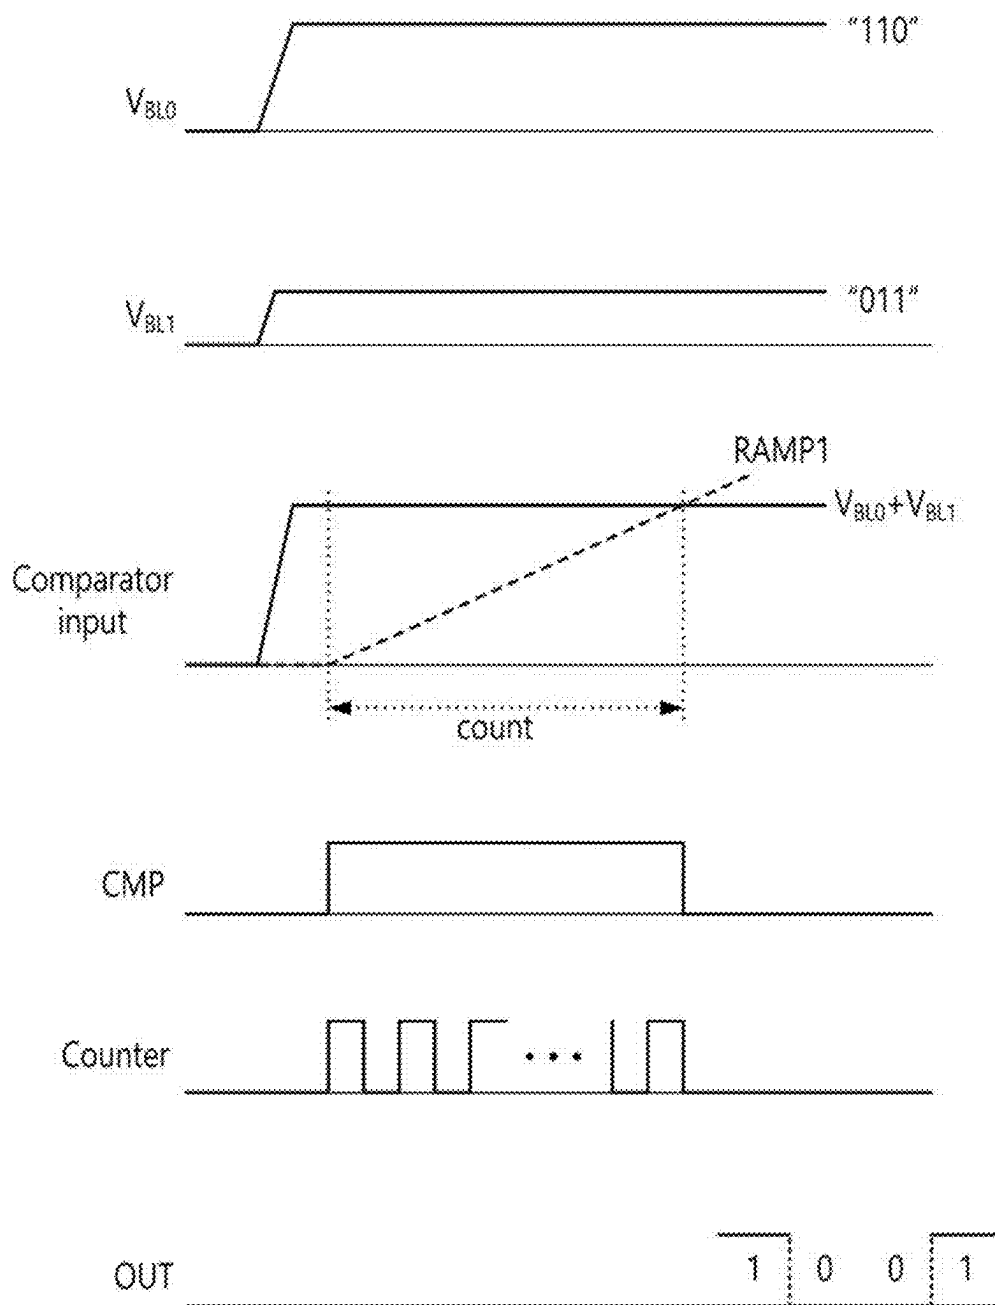 "110"
VBL0
VBL1
"011"
RAMP1
VBL0+VBL1
Comparator
input
count
CMP
Counter
OUT
1 0 0 1